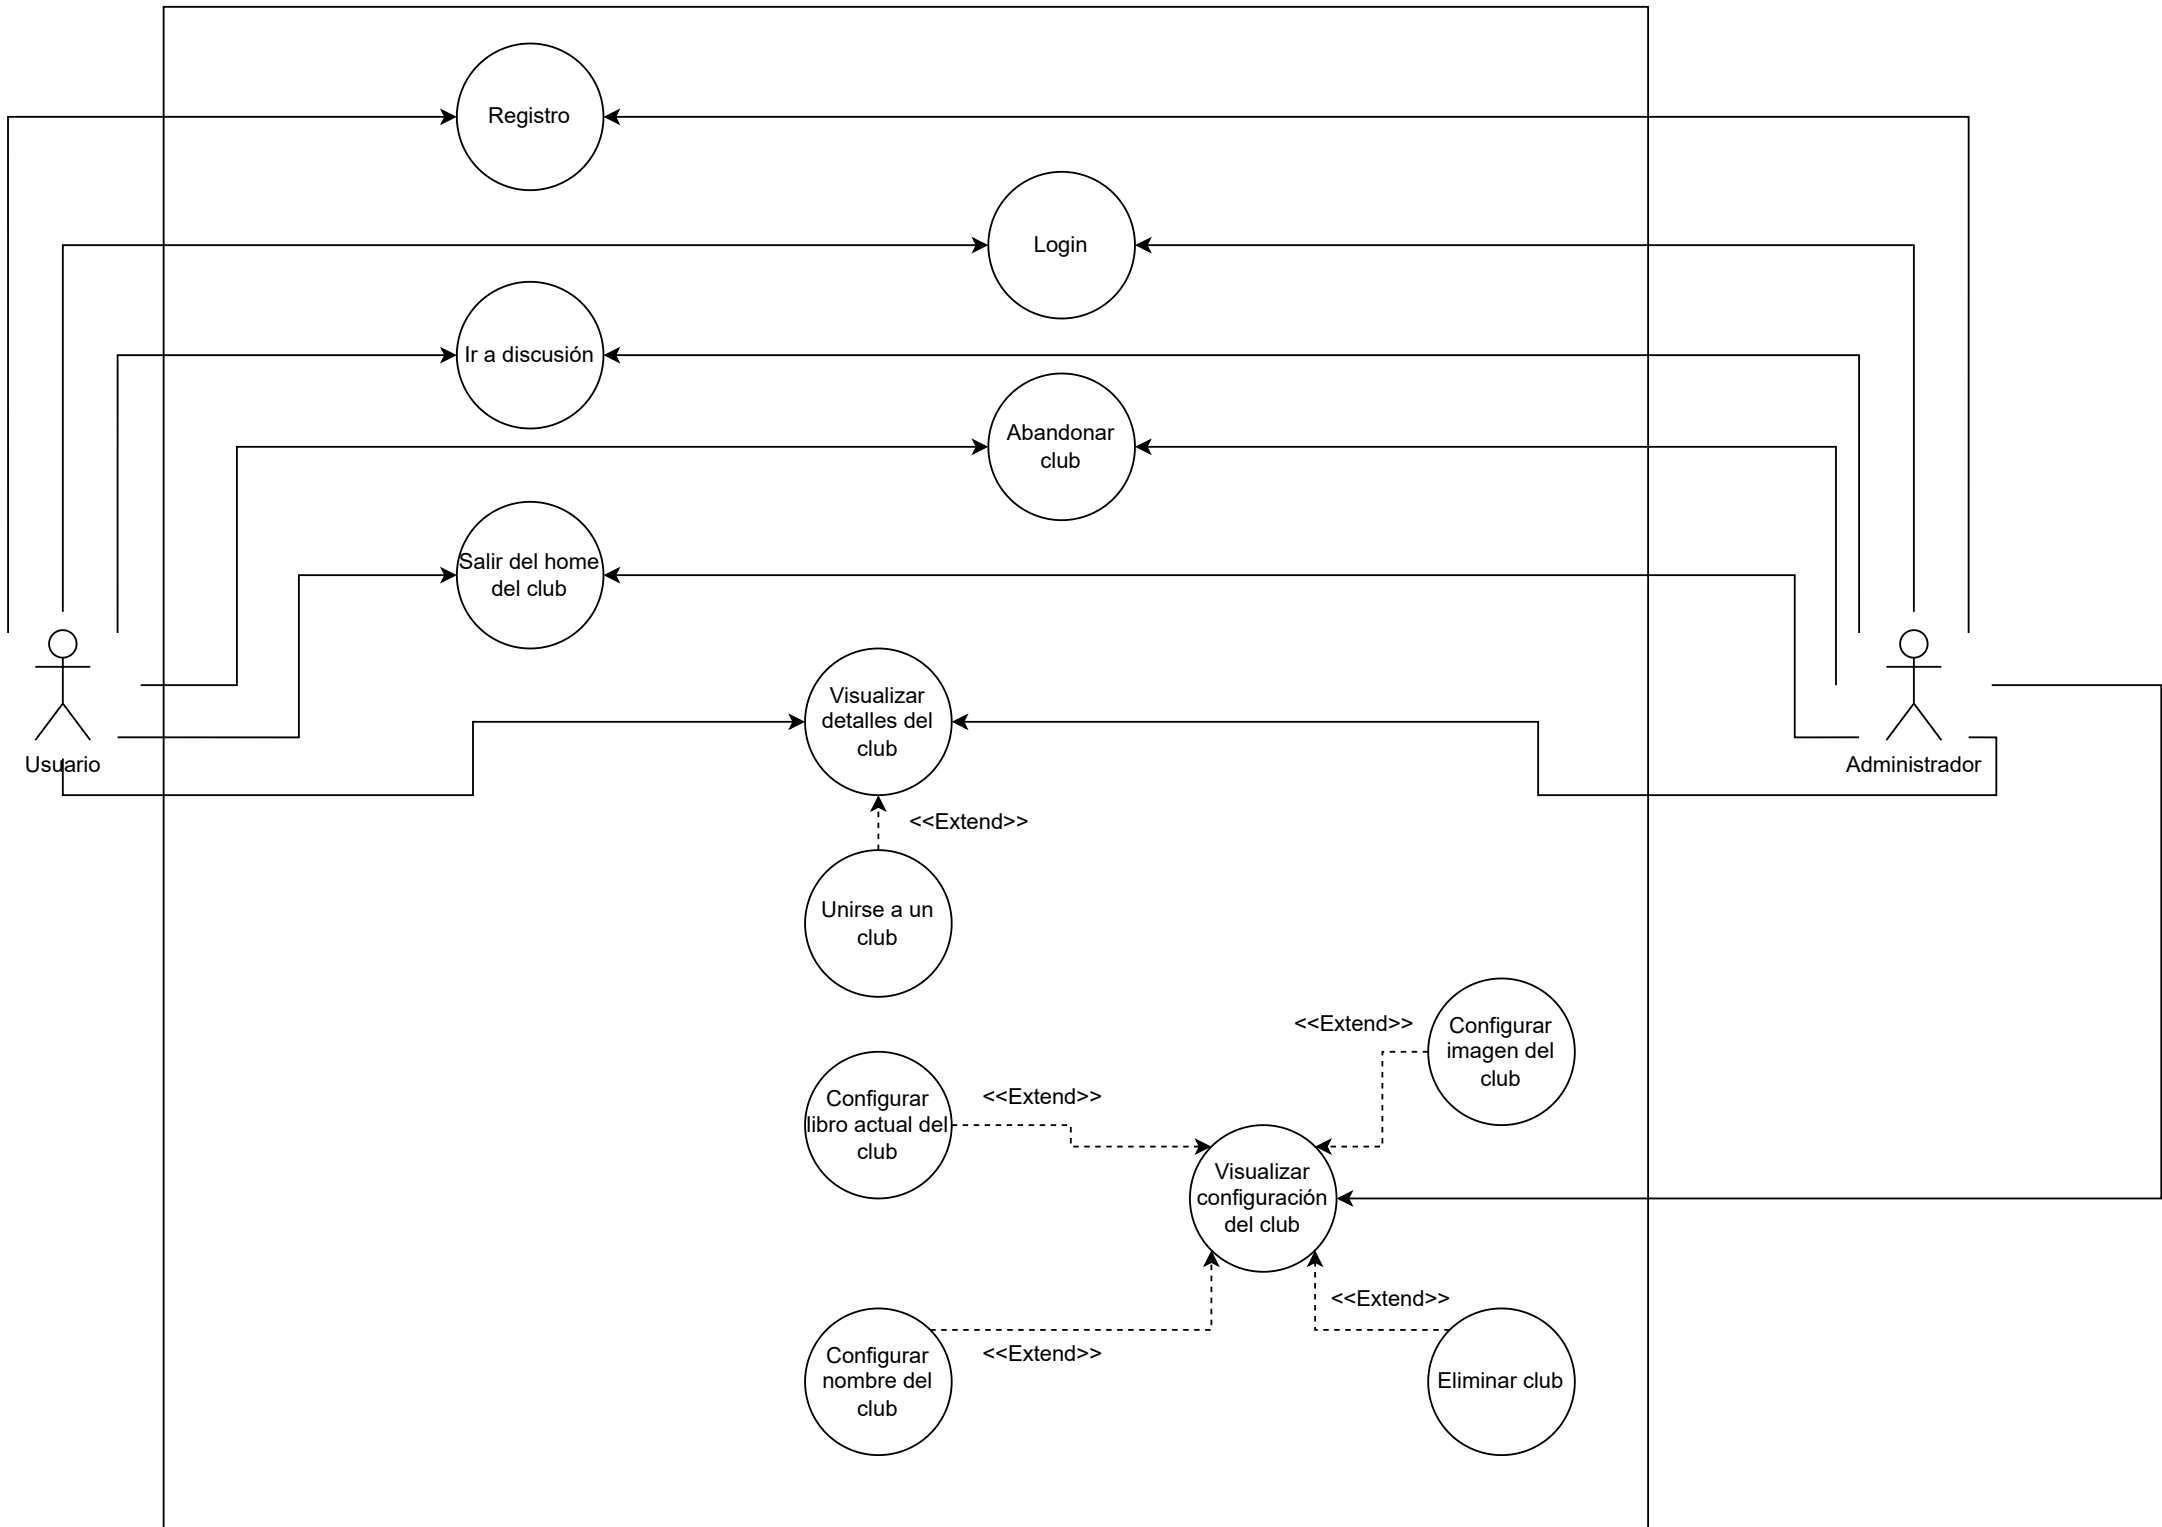 Registro
Login
Ir a discusión
Abandonar
club
Salir del home
del club
Visualizar
detalles del
club
Usuario
Administrador
<<Extend>>
Unirse a un
club
<<Extend>>
Configurar
imagen del
club
Configurar
libro actual del
club
<<Extend>>
Visualizar
configuración
del club
<<Extend>>
Configurar
nombre del
club
<<Extend>>
Eliminar club